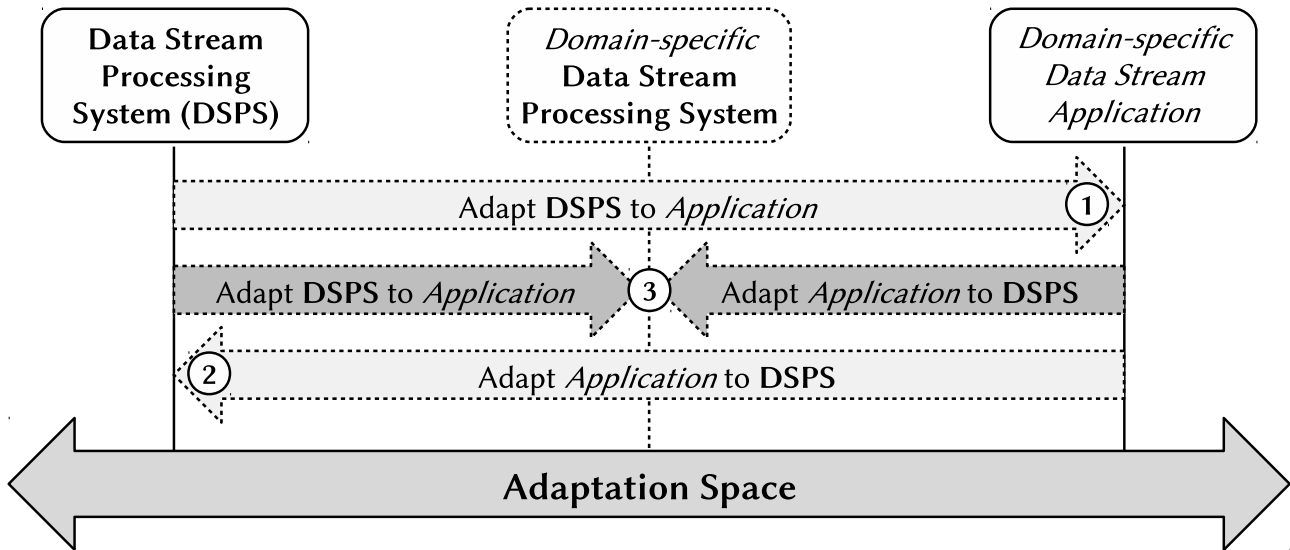 Data Stream
Processing
System (DSPS)
Domain-specific
Data Stream
Processing System
Domain-specific
Data Stream
Application
Adapt DSPS to Application
1
Adapt DSPS to Application
3
Adapt Application to DSPS
2
Adapt Application to DSPS
Adaptation Space